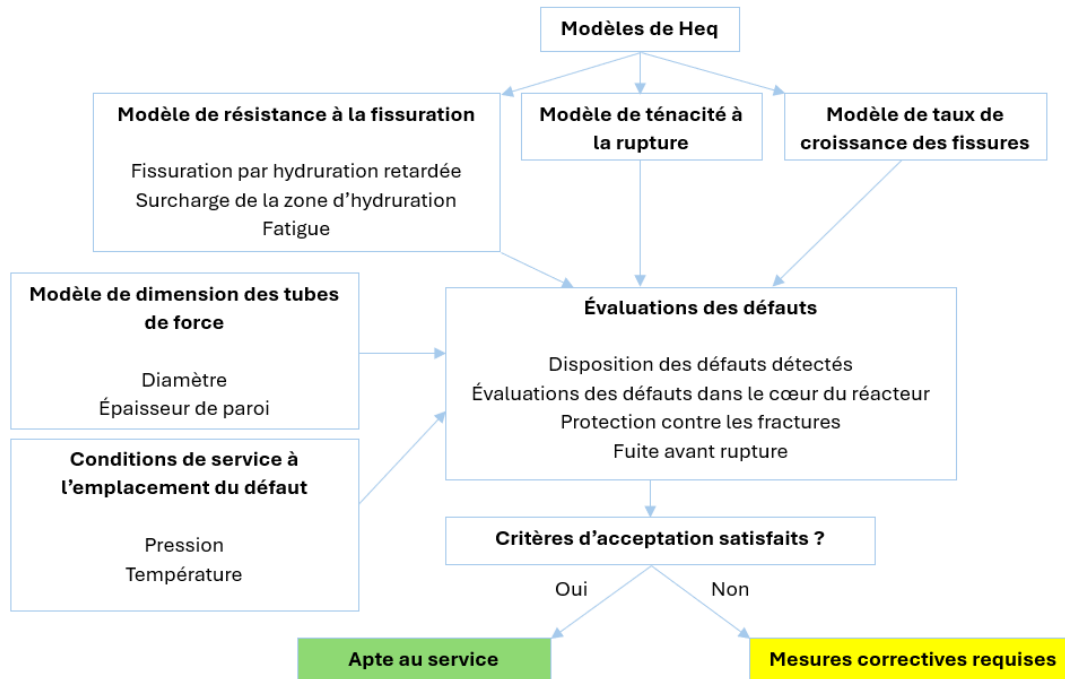 Modèles de Heq
Modèle de résistance à la fissuration
Fissuration par hydruration retardée
Surcharge de la zone d’hydruration
Fatigue
Modèle de ténacité à
la rupture
Modèle de taux de
croissance des fissures
Modèle de dimension des tubes
de force
Diamètre
Épaisseur de paroi
Conditions de service à
l’emplacement du défaut
Pression
Température
Évaluations des défauts
Disposition des défauts détectés
Évaluations des défauts dans le cœur du réacteur
Protection contre les fractures
Fuite avant rupture
Critères d’acceptation satisfaits ?
Oui
Non
Apte au service
Mesures correctives requises